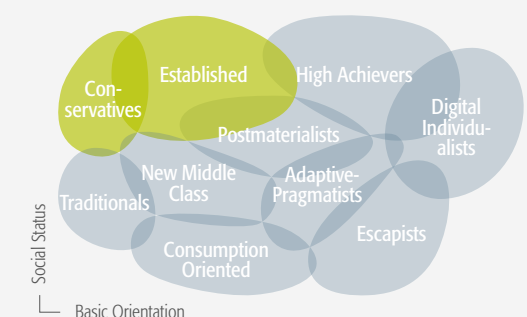 Con-
servatives
Established
High Achievers
Digital
Individu-
alists
Postmaterialists
New Middle
Class
Adaptive-
Pragmatists
Traditionals
Escapists
Consumption
Oriented
Social Status
Basic Orientation